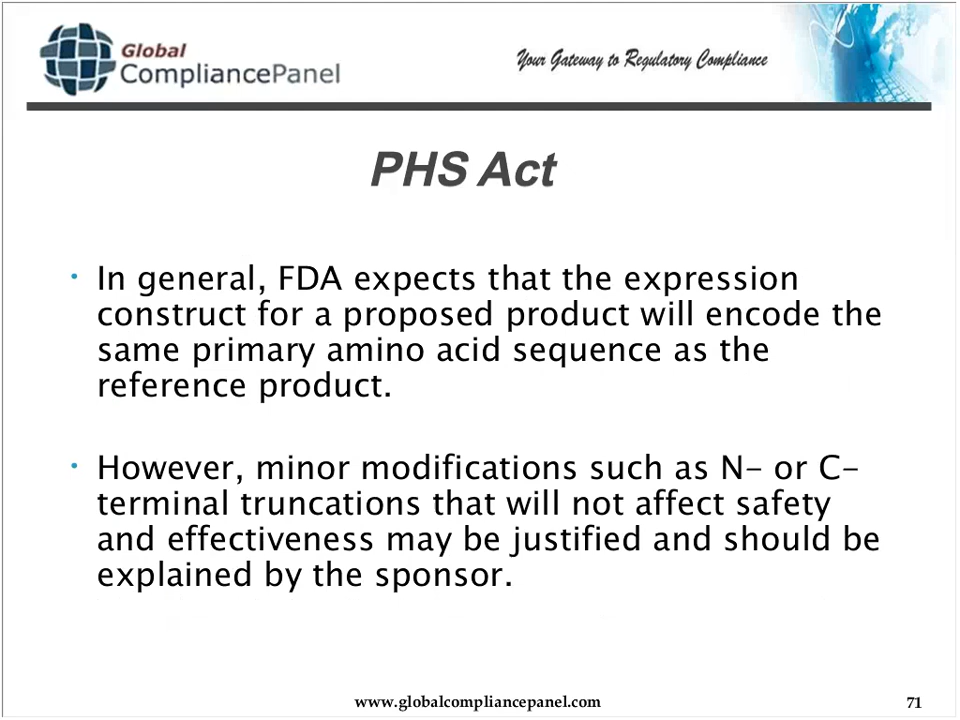 Global
CompliancePanel
Your Gateway to Regulatory Compliance
PHS Act
• In general, FDA expects that the expression
construct for a proposed product will encode the
same primary amino acid sequence as the
reference product.
• However, minor modifications such as N- or C-
terminal truncations that will not affect safety
and effectiveness may be justified and should be
explained by the sponsor.
www.globalcompliancepanel.com
71